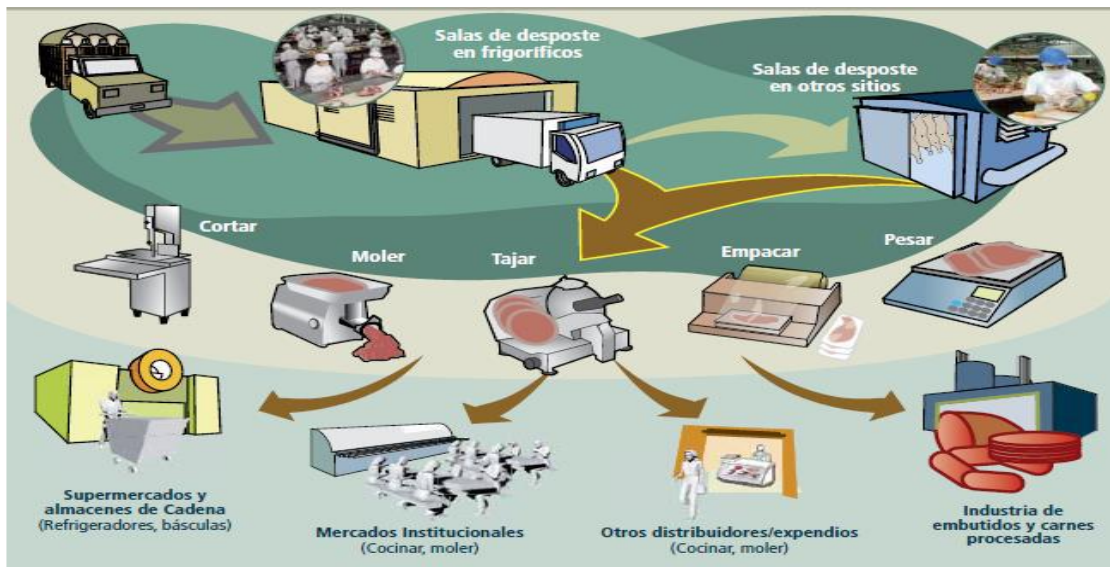 Salas de desposte
en frigoríficos
Salas de desposte
en otros sitios
Cortar
Moler
Tajar
Empacar
Pesar
Supermercados y
almacenes de Cadena
(Refrigeradores, básculas)
Mercados Institucionales
(Cocinar, moler)
Otros distribuidores/expendios
(Cocinar, moler)
Industria de
embutidos y carnes
procesadas